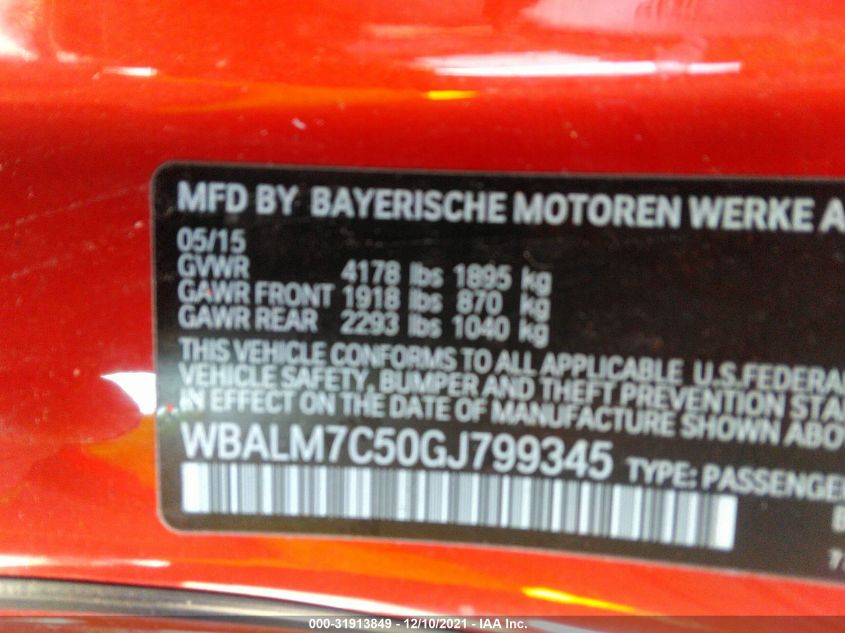 MFD BY BAYERISCHE MOTOREN WERKE A
05/15
GVWR 4178 lbs 1895 kg
GAWR FRONT 1918 lbs 870 kg
GAWR REAR 2293 lbs 1040 kg
THIS VEHICLE CONFORMS TO ALL APPLICABLE U.S.FEDERA
VEHICLE SAFETY, BUMPER AND THEFT PREVENTION STA
IN EFFECT ON THE DATE OF MANUFACTURE SHOWN ABO
WBALM7C50GJ799345 TYPE: PASSENGE
000-31913849 - 12/10/2021 - IAA Inc.